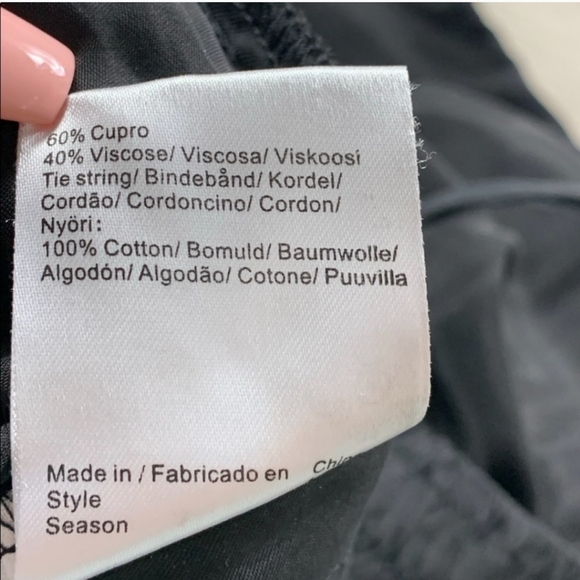 60% Cupro
40% Viscose/ Viscosa/ Viskoosi
Tie string/ Bindebånd/ Kordel/
Cordão/ Cordoncino/ Cordon/
Nyöri:
100% Cotton/ Bomuld/ Baumwolle/
Algodón/ Algodão/ Cotone/ Puuvilla
Made in / Fabricado en
Style
Season